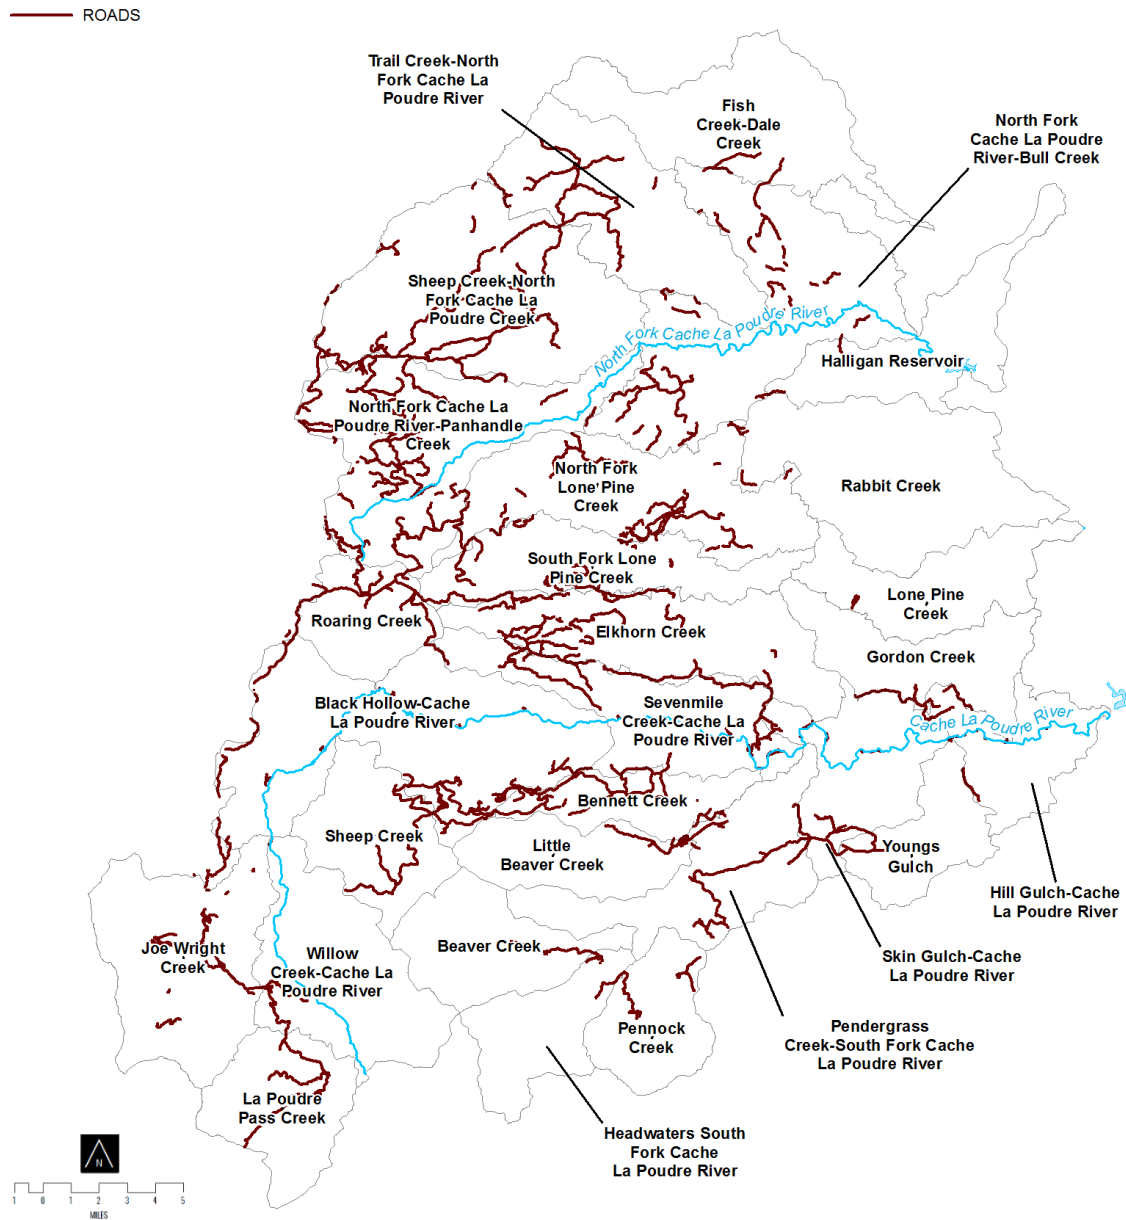 ROADS
Trail Creek-North
Fork Cache La
Poudre River
Fish
Creek-Dale
Creek
North Fork
Cache La Poudre
River-Bull Creek
Sheep Creek-North
Fork Cache La
Poudre Creek
North Fork Cache La Poudre River
Halligan Reservoir
North Fork Cache La
Poudre River-Panhandle
Creek
North Fork
Lone Pine
Creek
Rabbit Creek
South Fork Lone
Pine Creek
Lone Pine
Creek
Roaring Creek
Elkhorn Creek
Gordon Creek
Black Hollow-Cache
La Poudre River
Sevenmile
Creek-Cache La
Poudre River
Cache La Poudre River
Bennett Creek
Sheep Creek
Little
Beaver Creek
Youngs
Gulch
Hill Gulch-Cache
La Poudre River
Joe Wright
Creek
Willow
Creek-Cache La
Poudre River
Beaver Creek
Skin Gulch-Cache
La Poudre River
Pennock
Creek
Pendergrass
Creek-South Fork Cache
La Poudre River
La Poudre
Pass Creek
Headwaters South
Fork Cache
La Poudre River
N
1 0 1 2 3 4 5
MILES